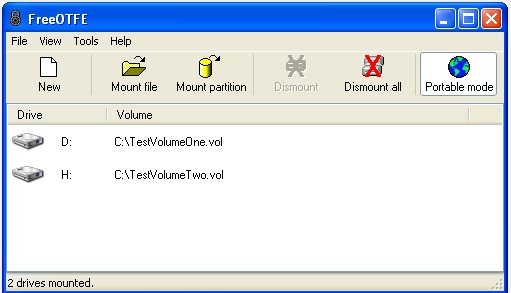 FreeOTFE
File View Tools Help
New Mount file Mount partition Dismount Dismount all Portable mode
Drive Volume
D: C:\TestVolumeOne.vol
H: C:\TestVolumeTwo.vol
2 drives mounted.